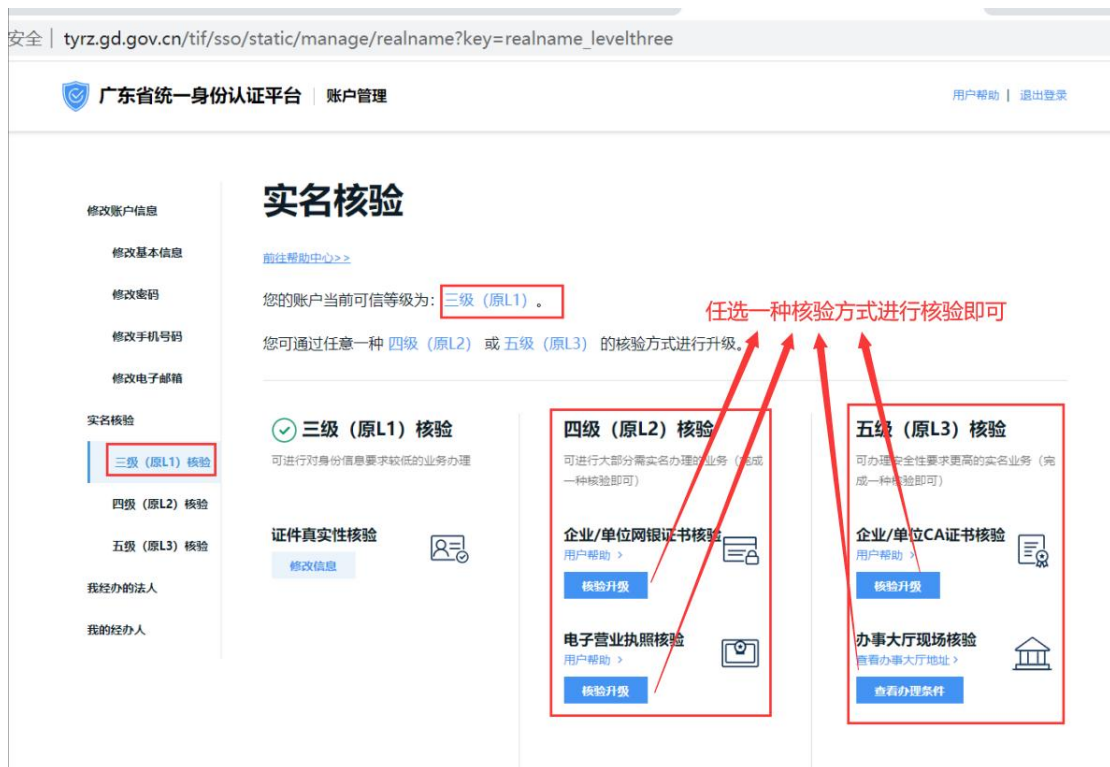 安全 | tyrz.gd.gov.cn/tif/sso/static/manage/realname?key=realname_levelthree
广东省统一身份认证平台 | 账户管理
用户帮助 | 退出登录
修改账户信息
修改基本信息
修改密码
修改手机号码
修改电子邮箱
实名核验
三级（原L1）核验
四级（原L2）核验
五级（原L3）核验
我经办的法人
我的经办人
实名核验
前往帮助中心>>
您的账户当前可信等级为：三级（原L1）。
您可通过任意一种 四级（原L2） 或 五级（原L3） 的核验方式进行升级。
任选一种核验方式进行核验即可
三级（原L1）核验
可进行对身份信息要求较低的业务办理
证件真实性核验
修改信息
四级（原L2）核验
可进行大部分需实名办理的业务（完成
一种核验即可）
企业/单位网银证书核验
用户帮助 >
核验升级
电子营业执照核验
用户帮助 >
核验升级
五级（原L3）核验
可办理安全性要求更高的实名业务（完
成一种核验即可）
企业/单位CA证书核验
用户帮助 >
核验升级
办事大厅现场核验
查看办事大厅地址 >
查看办理条件